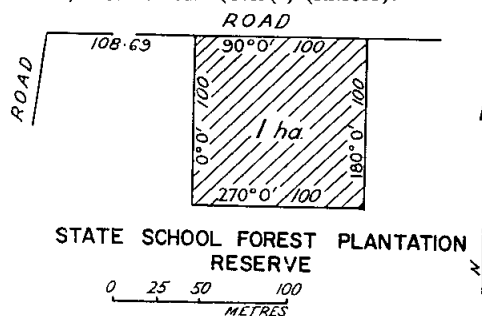 ROAD
108·69
90°0' 100
ROAD
0°0' 100
1 ha.
180°0' 100
270°0' 100
STATE SCHOOL FOREST PLANTATION
RESERVE
0 25 50 100
METRES
N